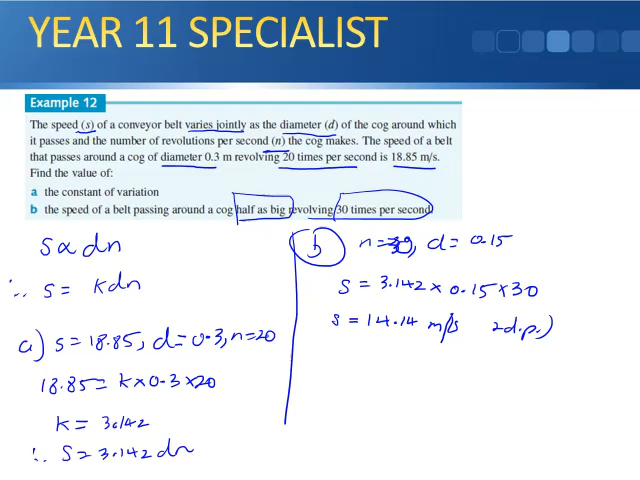 YEAR 11 SPECIALIST
Example 12
The speed (s) of a conveyor belt varies jointly as the diameter (d) of the cog around which
it passes and the number of revolutions per second (n) the cog makes. The speed of a belt
that passes around a cog of diameter 0.3 m revolving 20 times per second is 18.85 m/s.
Find the value of:
a the constant of variation
b the speed of a belt passing around a cog half as big revolving 30 times per second.
s ∝ dn
∴ s = kdn
a) s = 18.85, d = 0.3, n = 20
18.85 = k × 0.3 × 20
k = 3.142
∴ s = 3.142 dn
b n = 30, d = 0.15
s = 3.142 × 0.15 × 30
s = 14.14 m/s 2d.p.)